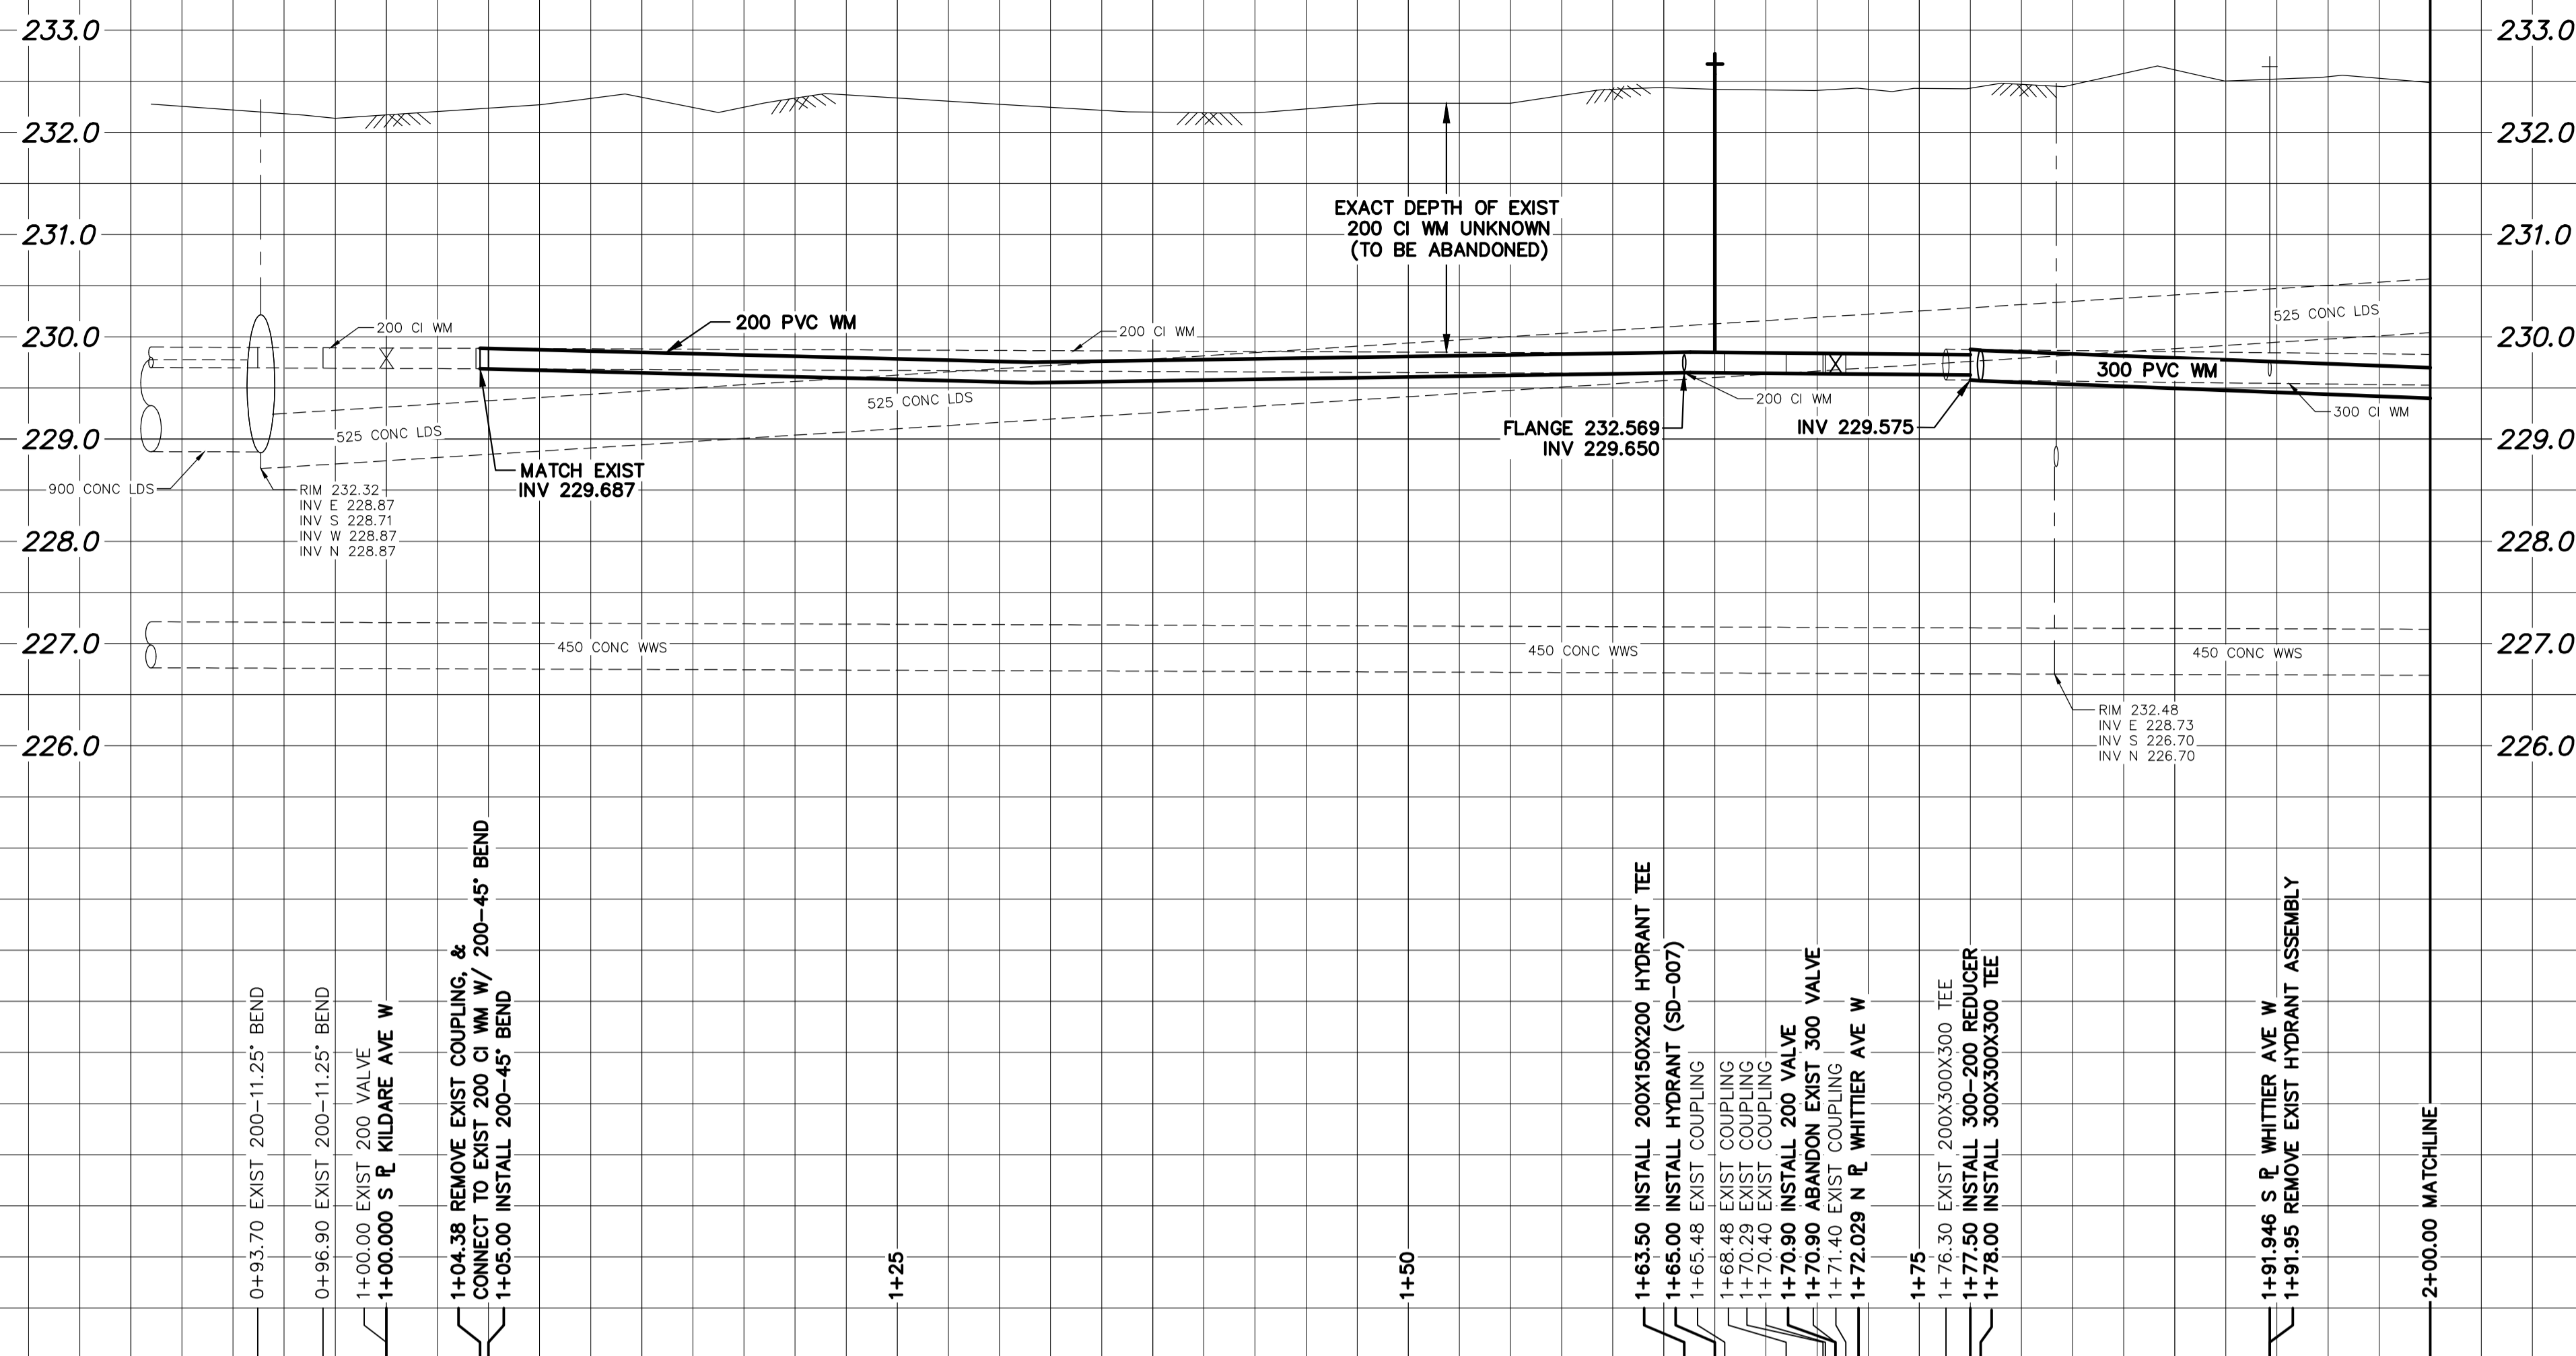 233.0
233.0
232.0
232.0
EXACT DEPTH OF EXIST
200 CI WM UNKNOWN
(TO BE ABANDONED)
231.0
231.0
230.0
200 CI WM
200 PVC WM
200 CI WM
525 CONC LDS
230.0
300 PVC WM
525 CONC LDS
200 CI WM
300 CI WM
525 CONC LDS
229.0
FLANGE 232.569
INV 229.650
INV 229.575
229.0
MATCH EXIST
INV 229.687
900 CONC LDS
RIM 232.32
INV E 228.87
INV S 228.71
INV W 228.87
INV N 228.87
228.0
228.0
227.0
450 CONC WWS
450 CONC WWS
450 CONC WWS
227.0
RIM 232.48
INV E 228.73
INV S 226.70
INV N 226.70
226.0
226.0
0+93.70 EXIST 200-11.25° BEND
0+96.90 EXIST 200-11.25° BEND
1+00.00 EXIST 200 VALVE
1+00.000 S PL KILDARE AVE W
1+04.38 REMOVE EXIST COUPLING, &
CONNECT TO EXIST 200 CI WM W/ 200-45° BEND
1+05.00 INSTALL 200-45° BEND
1+25
1+50
1+63.50 INSTALL 200X150X200 HYDRANT TEE
1+65.00 INSTALL HYDRANT (SD-007)
1+65.48 EXIST COUPLING
1+68.48 EXIST COUPLING
1+70.29 EXIST COUPLING
1+70.40 EXIST COUPLING
1+70.90 INSTALL 200 VALVE
1+70.90 ABANDON EXIST 300 VALVE
1+71.40 EXIST COUPLING
1+72.029 N PL WHITTIER AVE W
1+75
1+76.30 EXIST 200X300X300 TEE
1+77.50 INSTALL 300-200 REDUCER
1+78.00 INSTALL 300X300X300 TEE
1+91.946 S PL WHITTIER AVE W
1+91.95 REMOVE EXIST HYDRANT ASSEMBLY
2+00.00 MATCHLINE